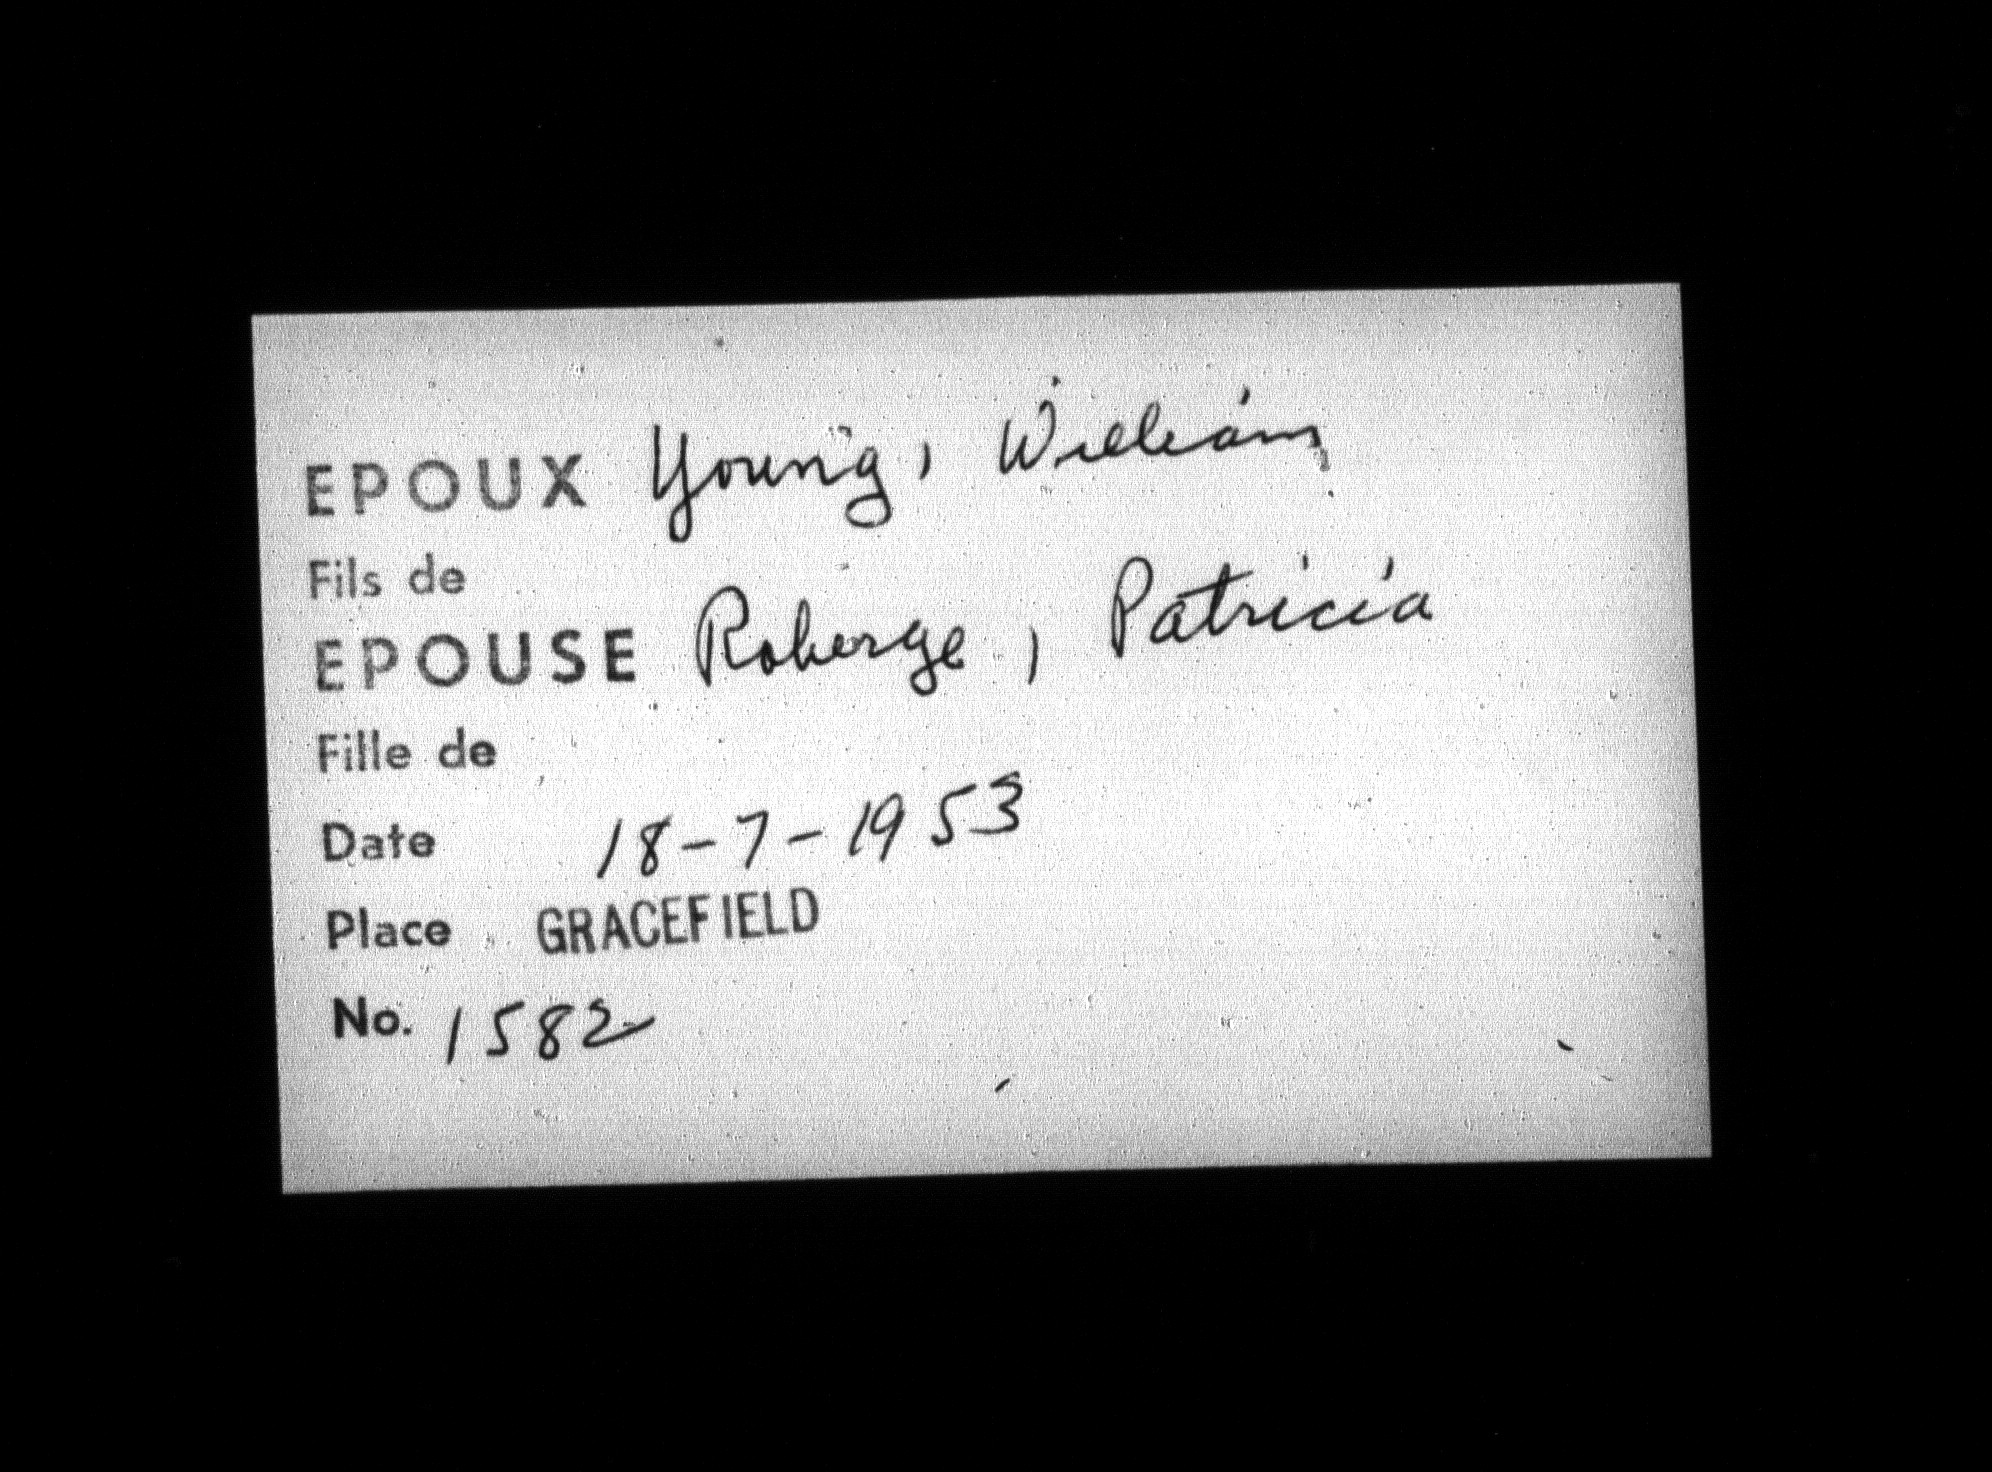 EPOUX Young, William
Fils de
EPOUSE Roberge, Patricia
Fille de
Date 18-7-1953
Place GRACEFIELD
No. 1582